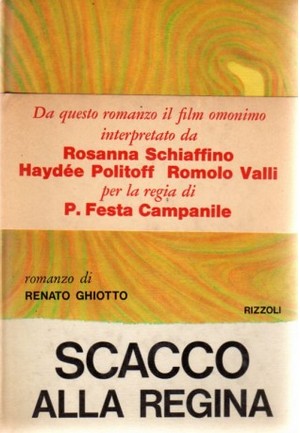 Da questo romanzo il film omonimo
interpretato da
Rosanna Schiaffino
Haydée Politoff Romolo Valli
per la regia di
P. Festa Campanile
romanzo di
RENATO GHIOTTO
RIZZOLI
SCACCO
ALLA REGINA